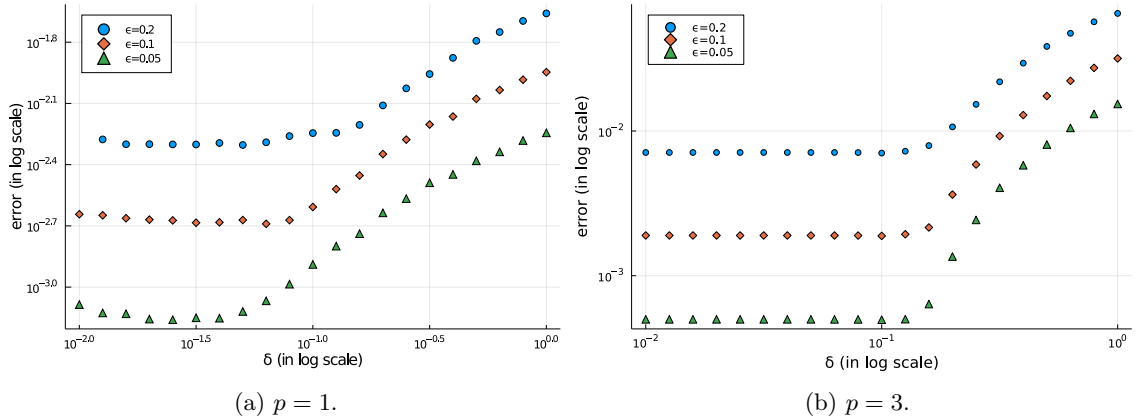 ϵ=0.2
ϵ=0.1
ϵ=0.05
error (in log scale)
10^-1.8
10^-2.1
10^-2.4
10^-2.7
10^-3.0
10^-2.0
10^-1.5
10^-1.0
10^-0.5
10^0.0
δ (in log scale)
(a) p = 1.
ϵ=0.2
ϵ=0.1
ϵ=0.05
error (in log scale)
10^-2
10^-3
10^-2
10^-1
10^0
δ (in log scale)
(b) p = 3.